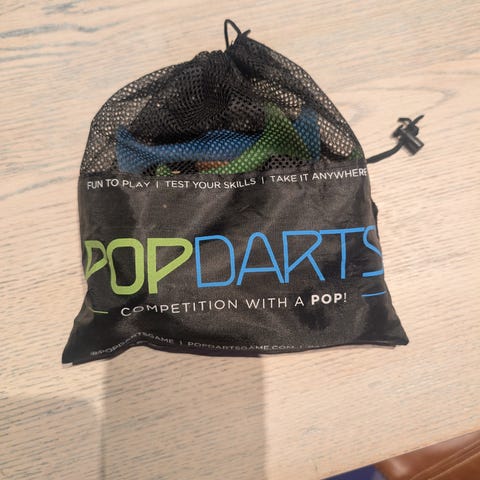 FUN TO PLAY | TEST YOUR SKILLS | TAKE IT ANYWHERE
POPDARTS
COMPETITION WITH A POP!
@POPDARTSGAME | POPDARTSGAME.COM |